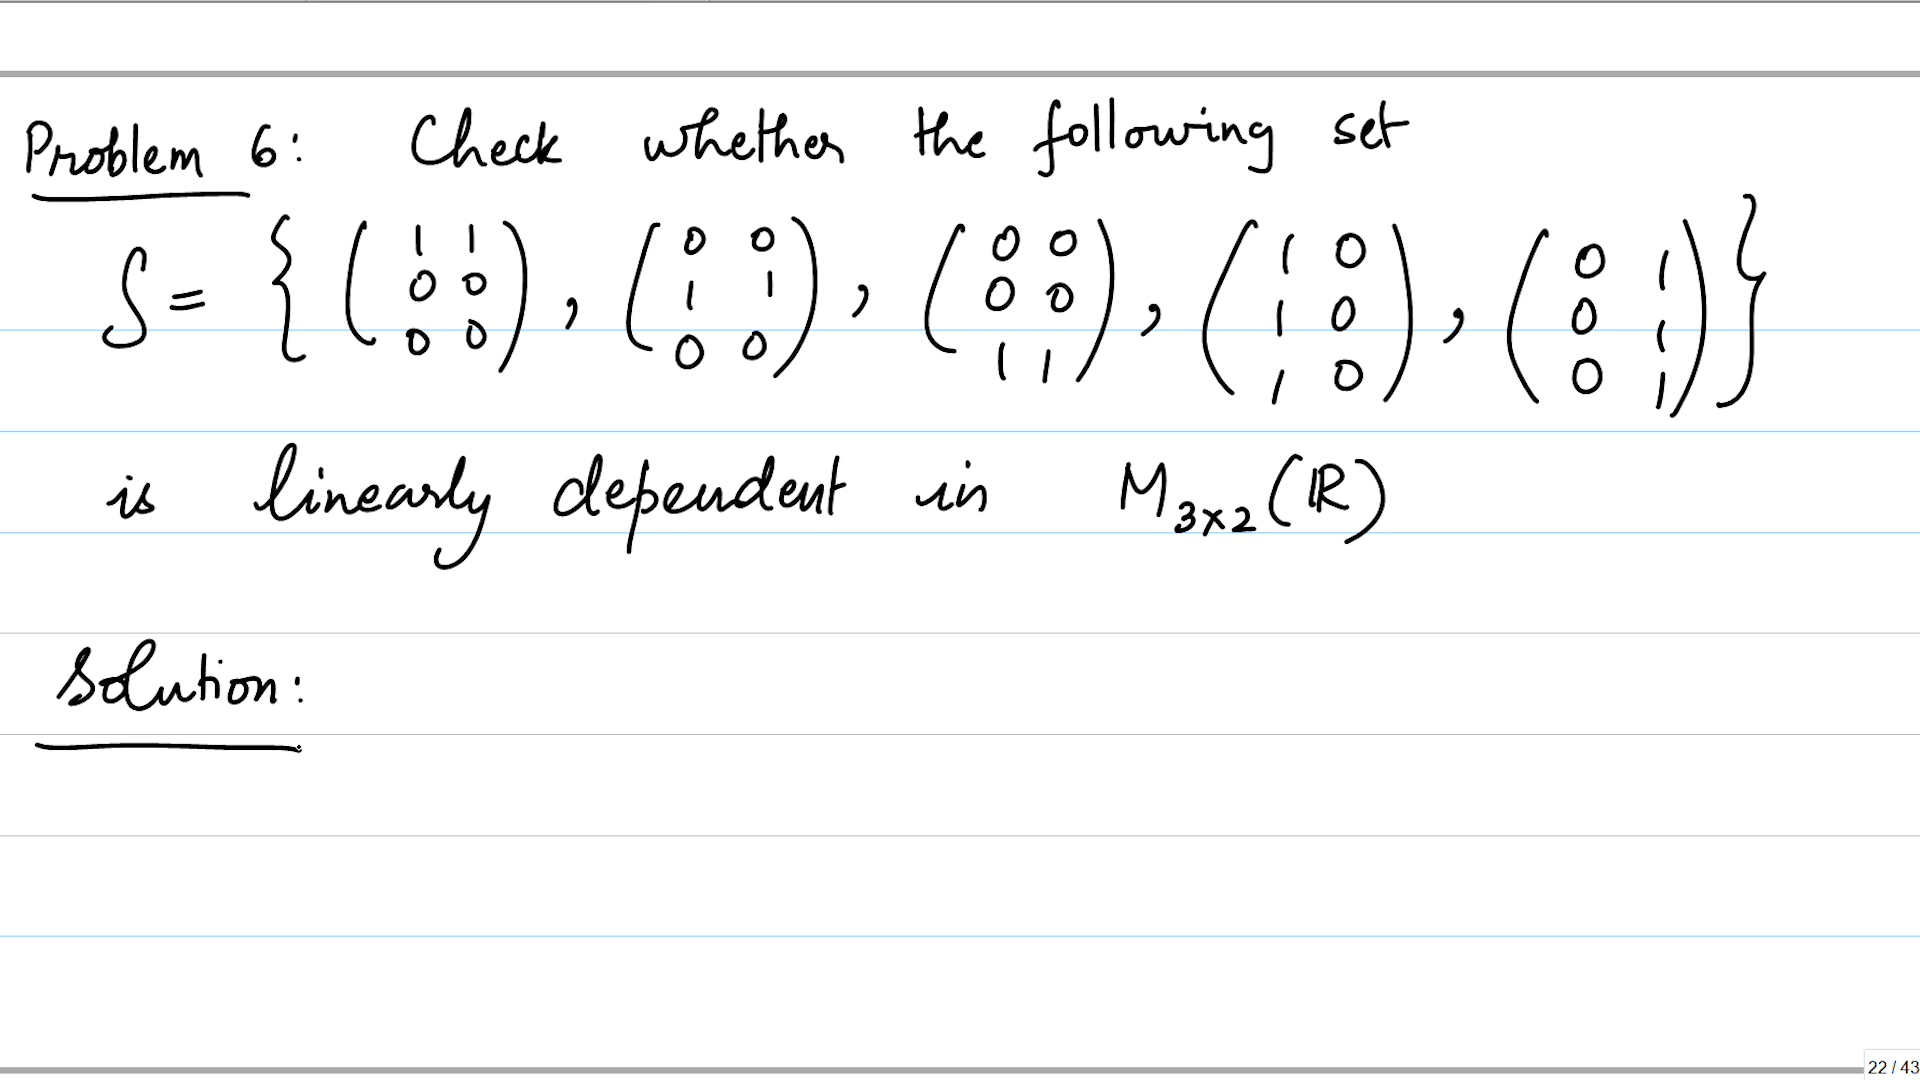 Problem 6: Check whether the following set
S = { ( 1 1 ; 0 0 ; 0 0 ), ( 0 0 ; 1 1 ; 0 0 ), ( 0 0 ; 0 0 ; 1 1 ), ( 1 0 ; 1 0 ; 1 0 ), ( 0 1 ; 0 1 ; 0 1 ) }
is linearly dependent in M₃ₓ₂(ℝ)
Solution:
22 / 43